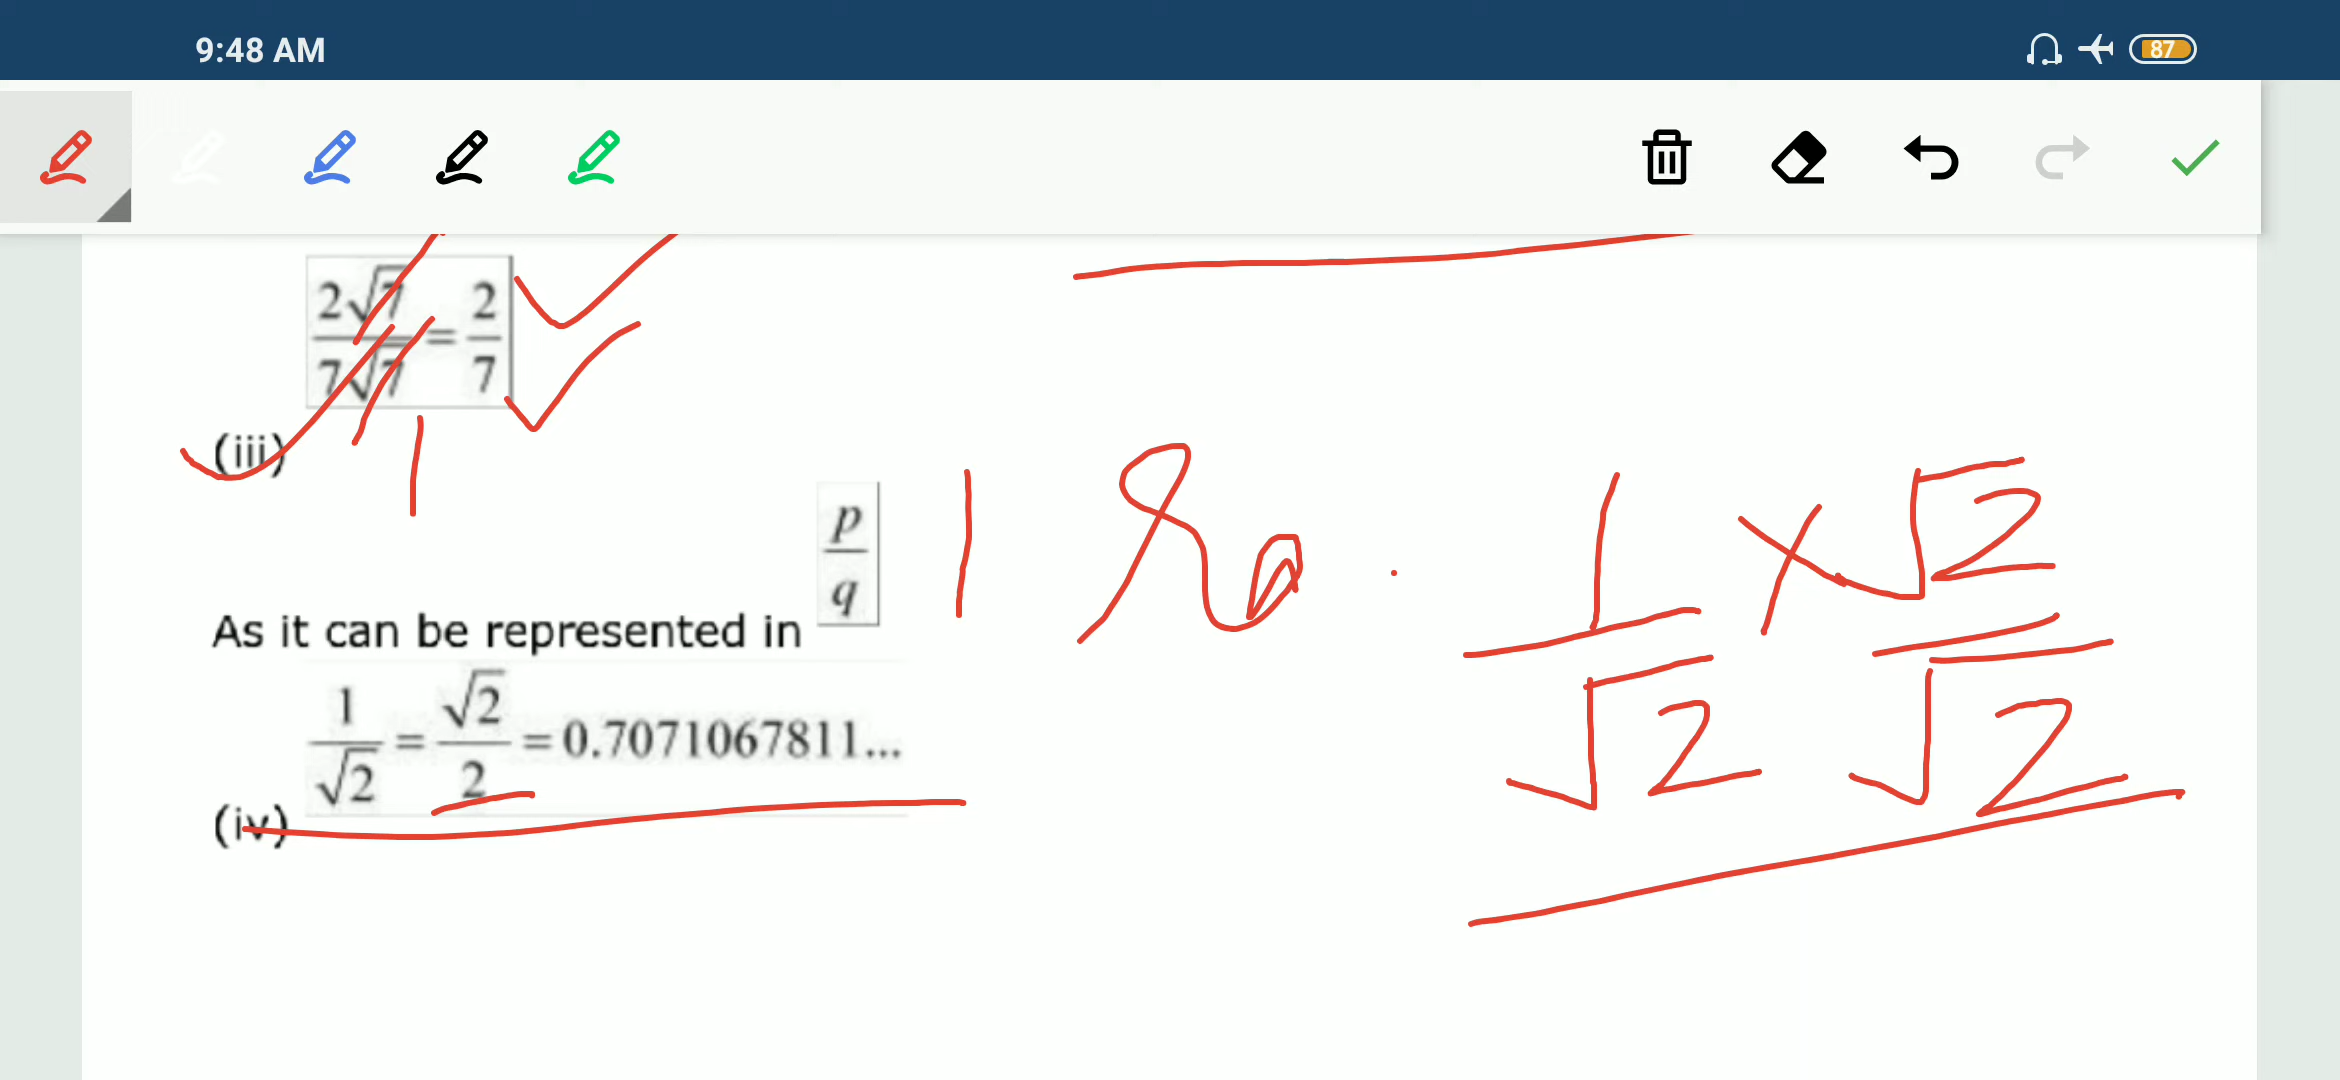 9:48 AM
87
2√7/7√7 = 2/7
(iii)
1
As it can be represented in p/q
1/√2 = √2/2 = 0.7071067811...
(iv)
1/√2 × √2/√2